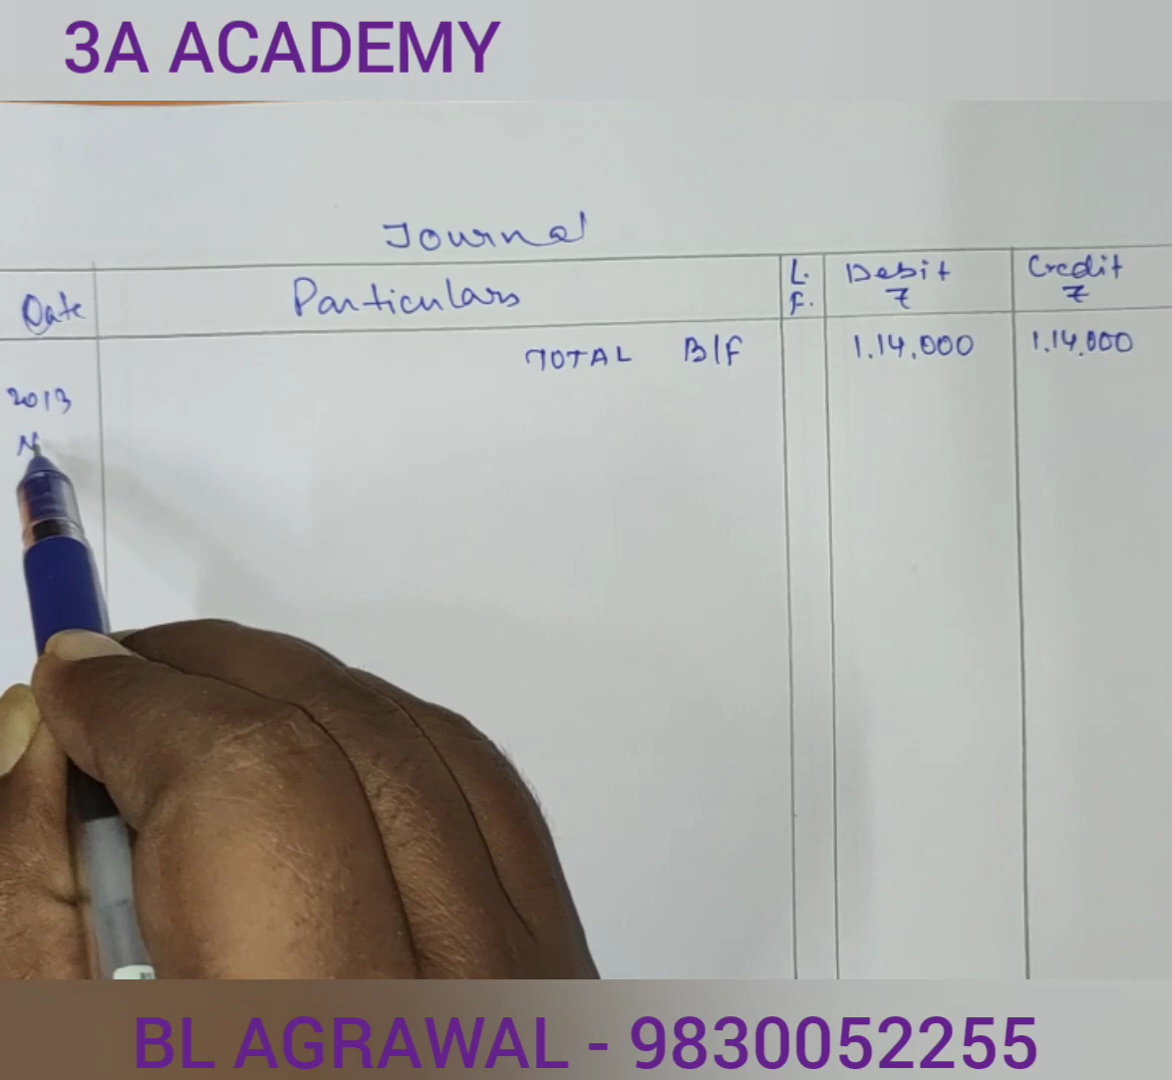 3A ACADEMY
Journal
Date Particulars L.F. Debit ₹ Credit ₹
TOTAL B/F 1.14.000 1.14.000
2013
BL AGRAWAL - 9830052255